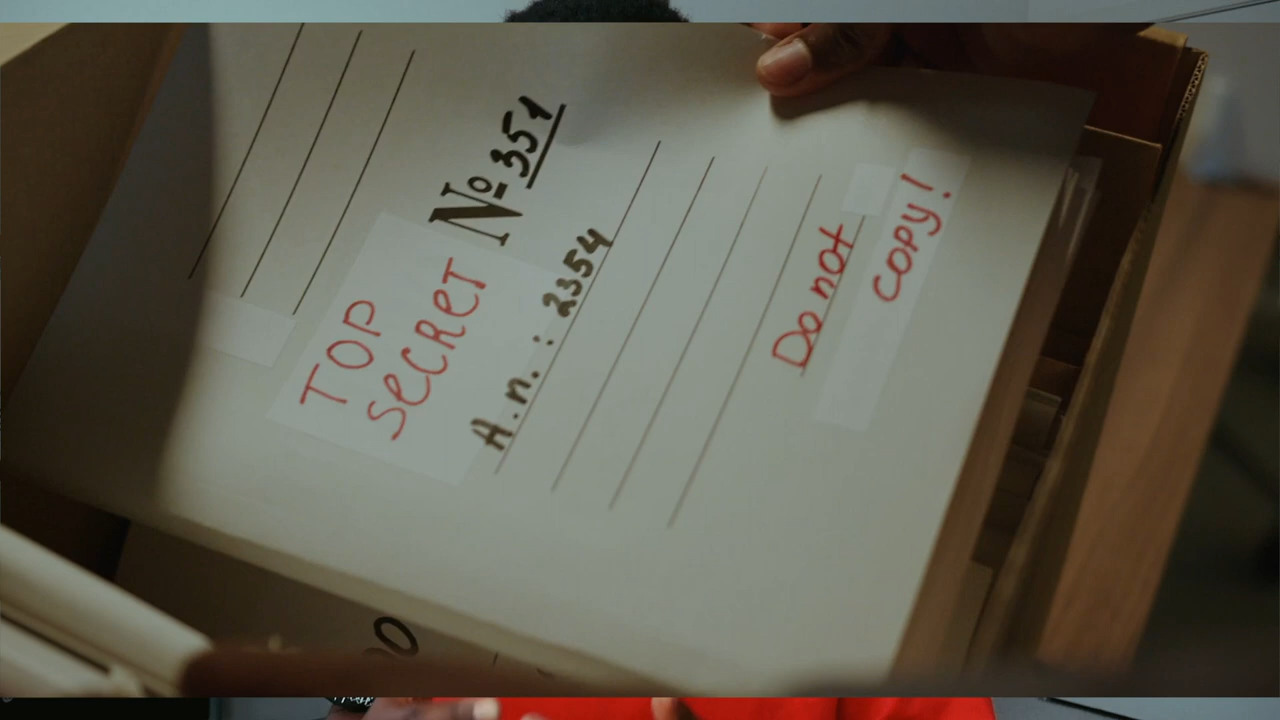 № 351
TOP
SECRET
A.n. : 2354
Do not
copy!